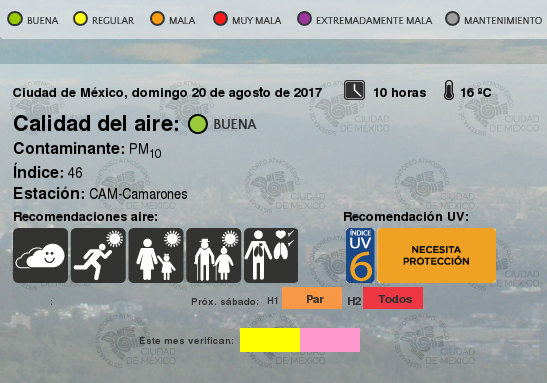 BUENA REGULAR MALA MUY MALA EXTREMADAMENTE MALA MANTENIMIENTO
Ciudad de México, domingo 20 de agosto de 2017 10 horas 16 ºC
Calidad del aire: BUENA
Contaminante: PM10
Índice: 46
Estación: CAM-Camarones
Recomendaciones aire: Recomendación UV:
ÍNDICE
UV
6
NECESITA
PROTECCIÓN
: Próx. sábado: H1 Par H2 Todos
Este mes verifican:
CIUDAD
DE MÉXICO